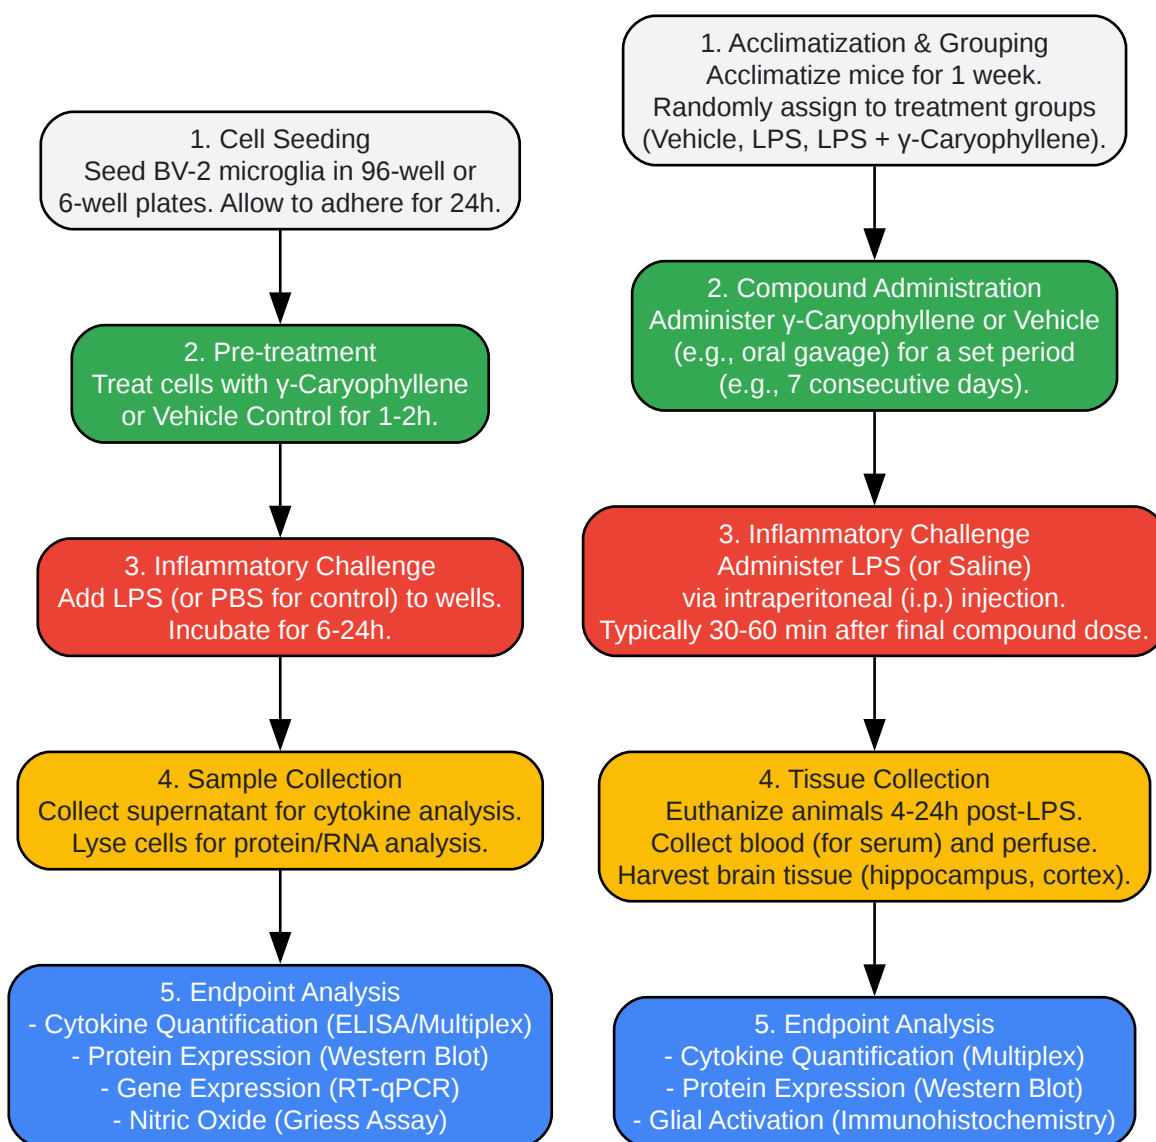 1. Cell Seeding
Seed BV-2 microglia in 96-well or
6-well plates. Allow to adhere for 24h.
2. Pre-treatment
Treat cells with γ-Caryophyllene
or Vehicle Control for 1-2h.
3. Inflammatory Challenge
Add LPS (or PBS for control) to wells.
Incubate for 6-24h.
4. Sample Collection
Collect supernatant for cytokine analysis.
Lyse cells for protein/RNA analysis.
5. Endpoint Analysis
- Cytokine Quantification (ELISA/Multiplex)
- Protein Expression (Western Blot)
- Gene Expression (RT-qPCR)
- Nitric Oxide (Griess Assay)
1. Acclimatization & Grouping
Acclimatize mice for 1 week.
Randomly assign to treatment groups
(Vehicle, LPS, LPS + γ-Caryophyllene).
2. Compound Administration
Administer γ-Caryophyllene or Vehicle
(e.g., oral gavage) for a set period
(e.g., 7 consecutive days).
3. Inflammatory Challenge
Administer LPS (or Saline)
via intraperitoneal (i.p.) injection.
Typically 30-60 min after final compound dose.
4. Tissue Collection
Euthanize animals 4-24h post-LPS.
Collect blood (for serum) and perfuse.
Harvest brain tissue (hippocampus, cortex).
5. Endpoint Analysis
- Cytokine Quantification (Multiplex)
- Protein Expression (Western Blot)
- Glial Activation (Immunohistochemistry)